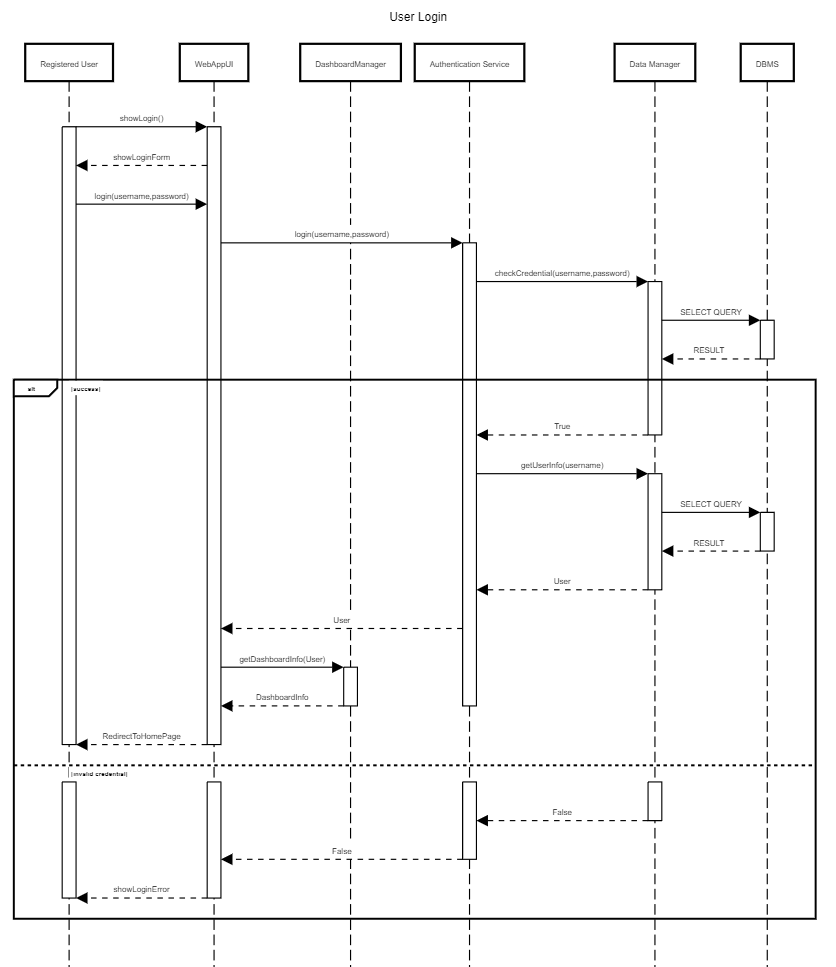 User Login
Registered User
WebAppUI
DashboardManager
Authentication Service
Data Manager
DBMS
showLogin()
showLoginForm
login(username,password)
login(username,password)
checkCredential(username,password)
SELECT QUERY
RESULT
alt
[success]
True
getUserInfo(username)
SELECT QUERY
RESULT
User
User
getDashboardInfo(User)
DashboardInfo
RedirectToHomePage
[invalid credential]
False
False
showLoginError